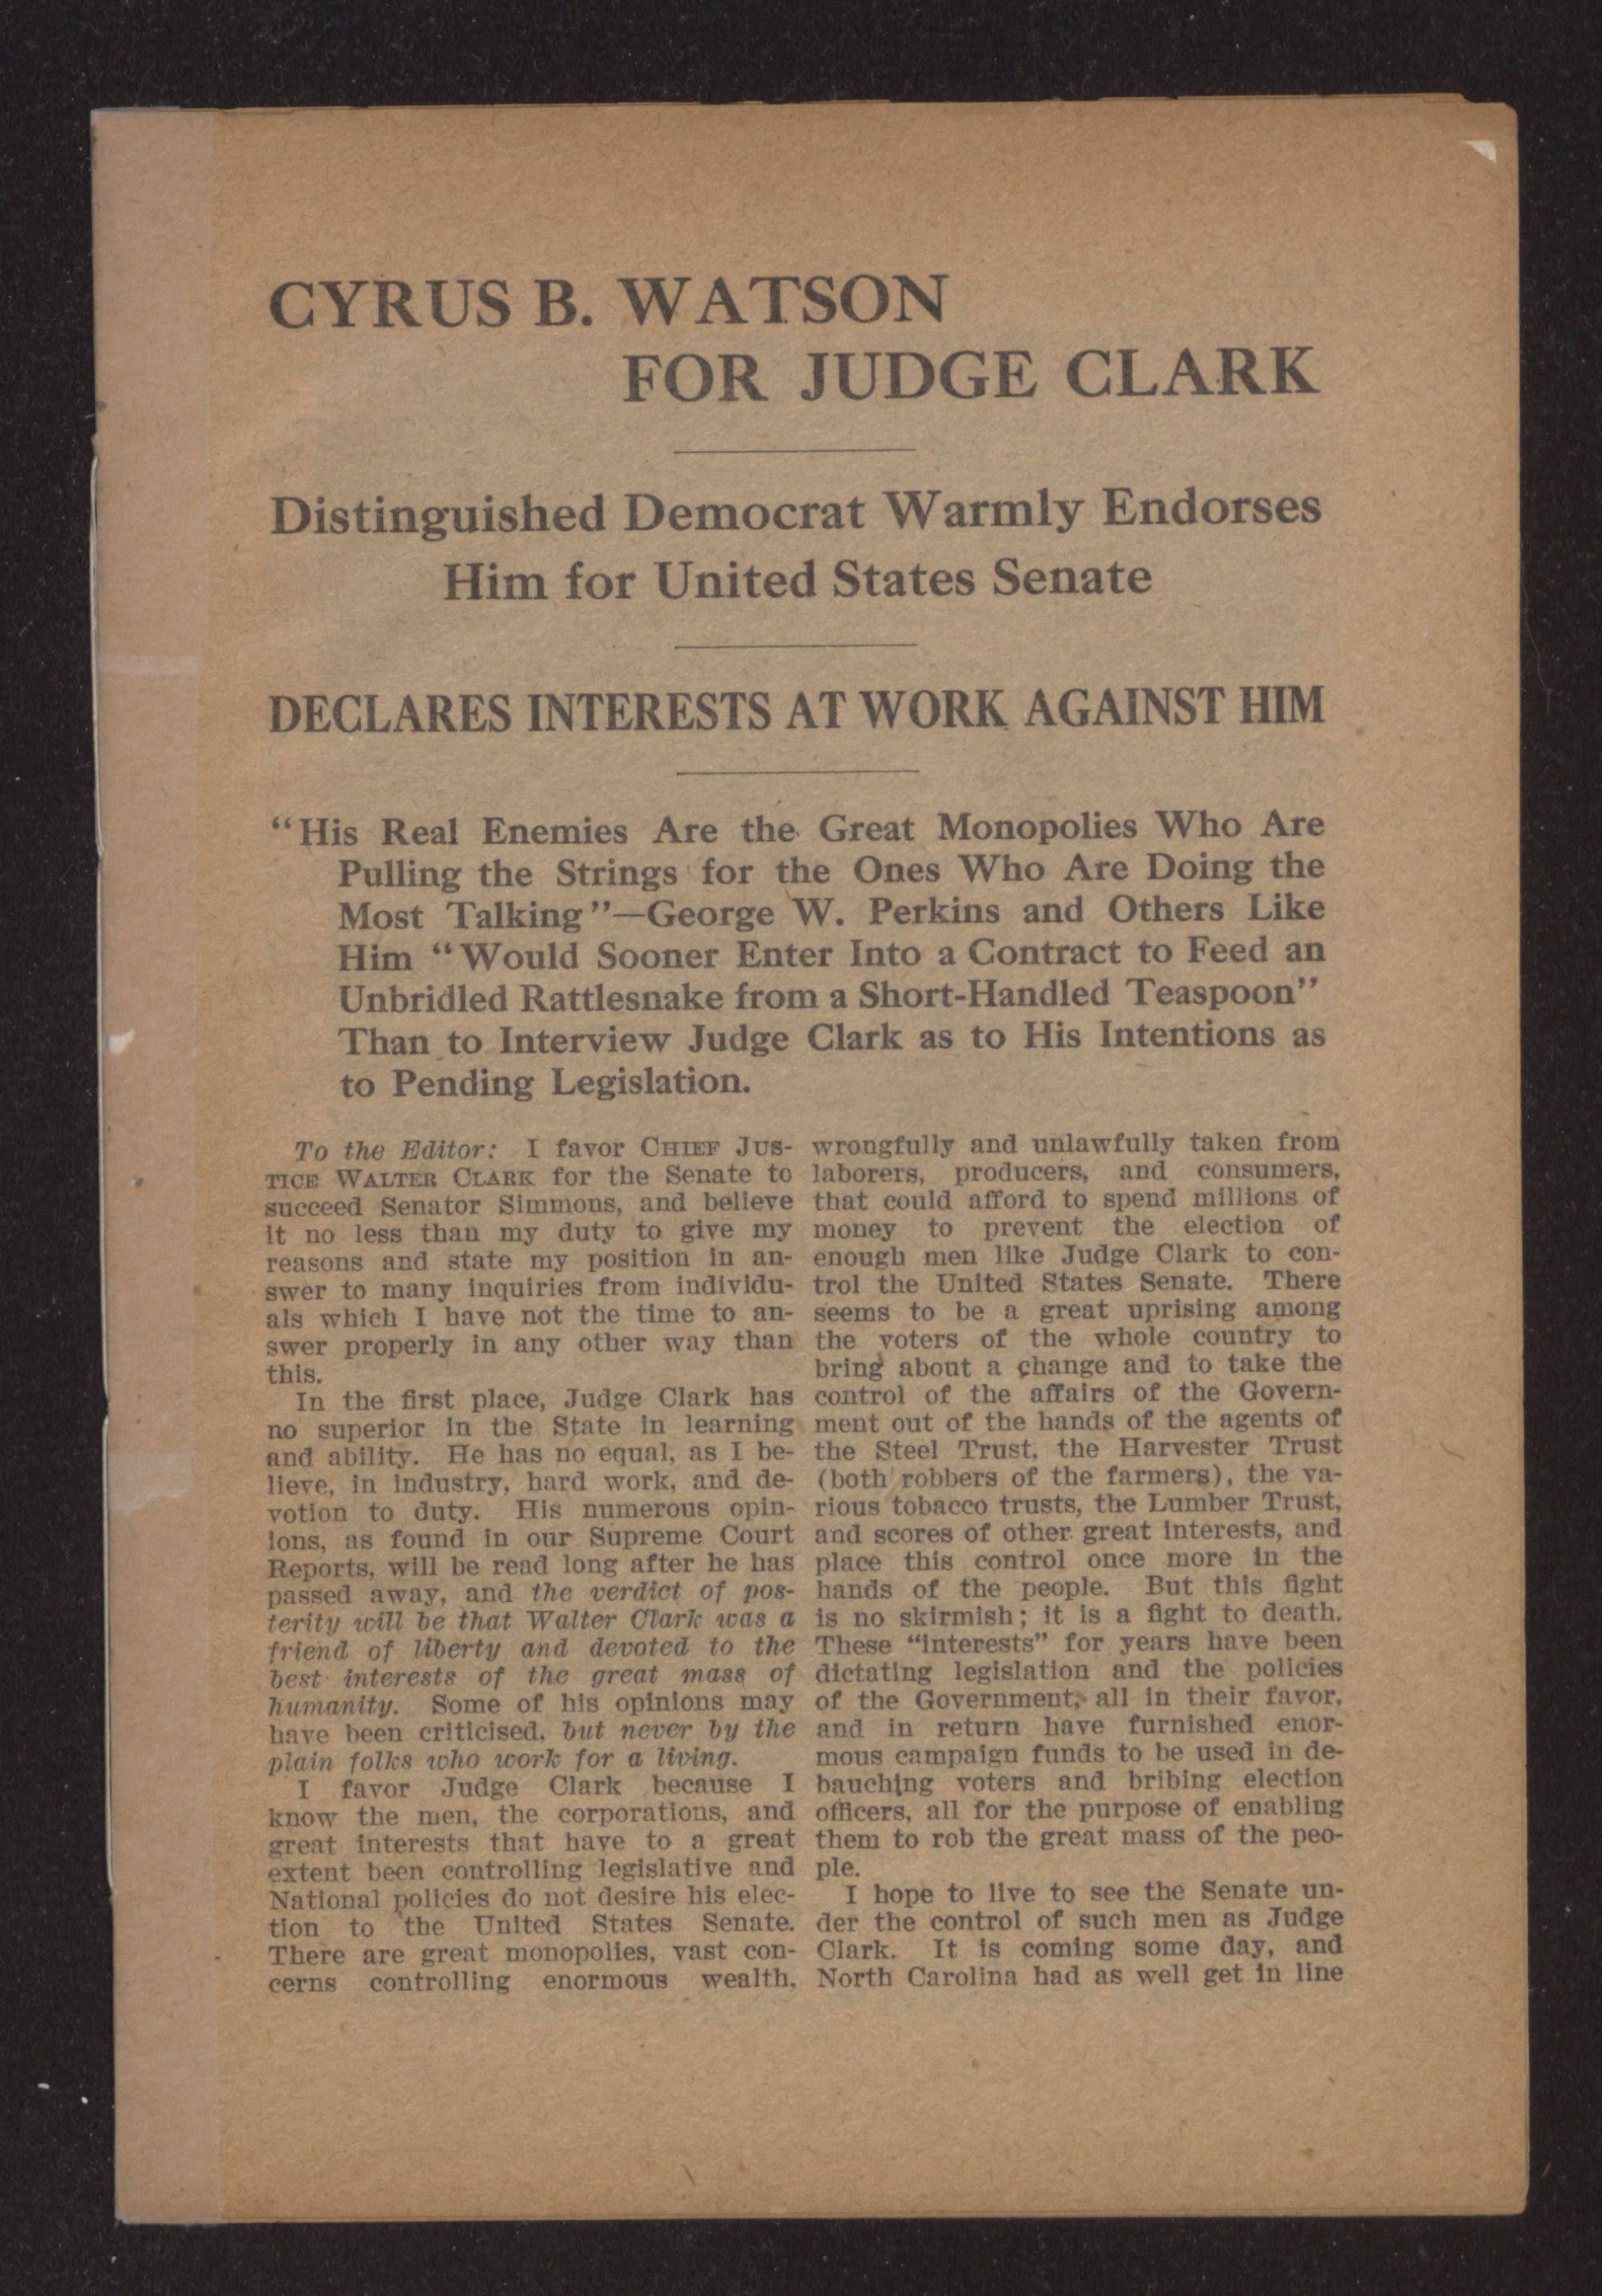 CYRUS B. WATSON
FOR JUDGE CLARK
Distinguished Democrat Warmly Endorses
Him for United States Senate
DECLARES INTERESTS AT WORK AGAINST HIM
"His Real Enemies Are the Great Monopolies Who Are
Pulling the Strings for the Ones Who Are Doing the
Most Talking"—George W. Perkins and Others Like
Him "Would Sooner Enter Into a Contract to Feed an
Unbridled Rattlesnake from a Short-Handled Teaspoon"
Than to Interview Judge Clark as to His Intentions as
to Pending Legislation.
To the Editor: I favor CHIEF JUS-
TICE WALTER CLARK for the Senate to
succeed Senator Simmons, and believe
it no less than my duty to give my
reasons and state my position in an-
swer to many inquiries from individu-
als which I have not the time to an-
swer properly in any other way than
this.
In the first place, Judge Clark has
no superior in the State in learning
and ability. He has no equal, as I be-
lieve, in industry, hard work, and de-
votion to duty. His numerous opin-
ions, as found in our Supreme Court
Reports, will be read long after he has
passed away, and the verdict of pos-
terity will be that Walter Clark was a
friend of liberty and devoted to the
best interests of the great mass of
humanity. Some of his opinions may
have been criticised, but never by the
plain folks who work for a living.
I favor Judge Clark because I
know the men, the corporations, and
great interests that have to a great
extent been controlling legislative and
National policies do not desire his elec-
tion to the United States Senate.
There are great monopolies, vast con-
cerns controlling enormous wealth,
wrongfully and unlawfully taken from
laborers, producers, and consumers,
that could afford to spend millions of
money to prevent the election of
enough men like Judge Clark to con-
trol the United States Senate. There
seems to be a great uprising among
the voters of the whole country to
bring about a change and to take the
control of the affairs of the Govern-
ment out of the hands of the agents of
the Steel Trust, the Harvester Trust
(both robbers of the farmers), the va-
rious tobacco trusts, the Lumber Trust,
and scores of other great interests, and
place this control once more in the
hands of the people. But this fight
is no skirmish; it is a fight to death.
These "interests" for years have been
dictating legislation and the policies
of the Government, all in their favor,
and in return have furnished enor-
mous campaign funds to be used in de-
bauching voters and bribing election
officers, all for the purpose of enabling
them to rob the great mass of the peo-
ple.
I hope to live to see the Senate un-
der the control of such men as Judge
Clark. It is coming some day, and
North Carolina had as well get in line